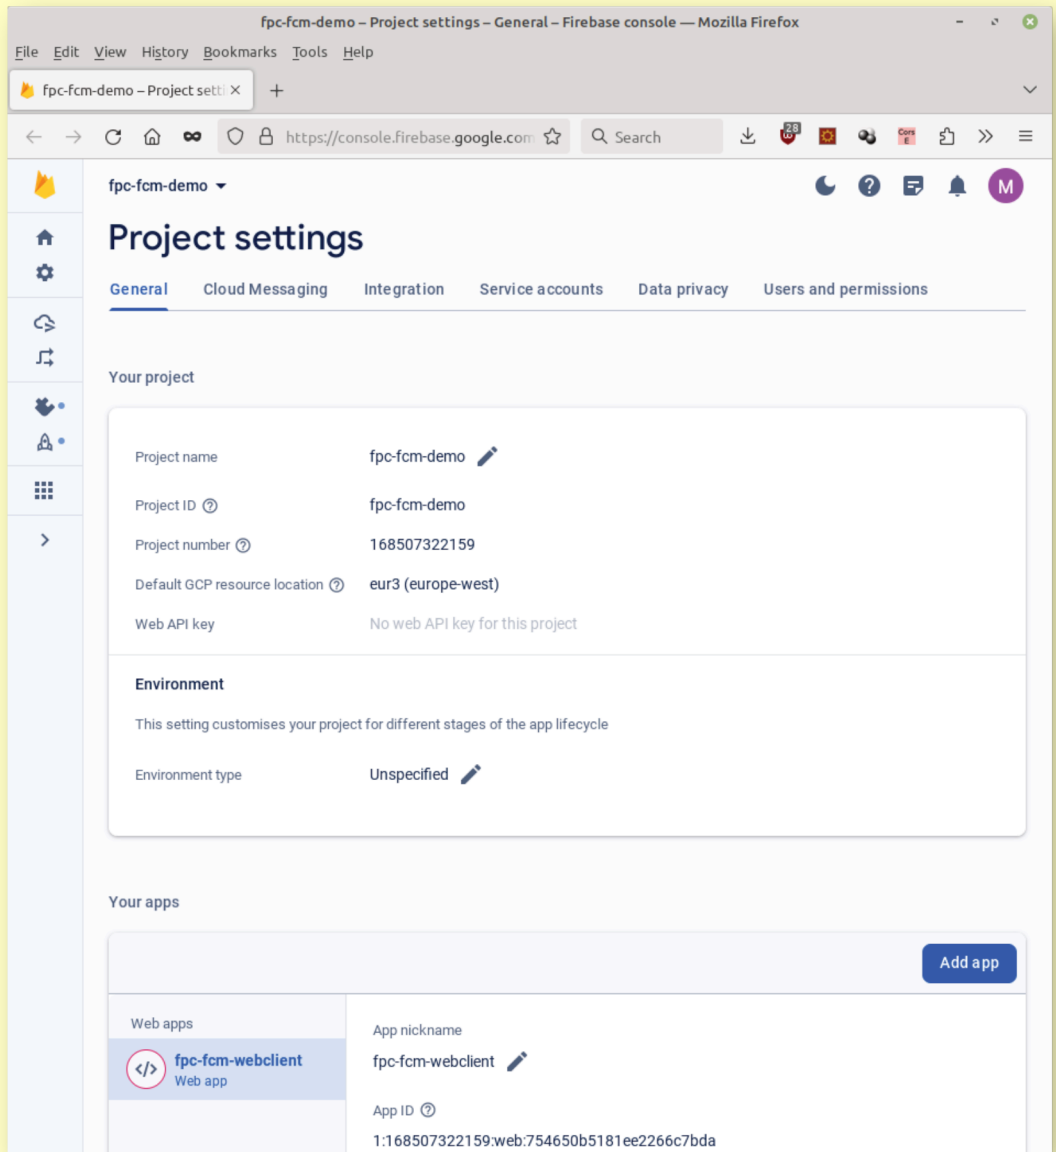 fpc-fcm-demo – Project settings – General – Firebase console — Mozilla Firefox
File Edit View History Bookmarks Tools Help
fpc-fcm-demo – Project setti
https://console.firebase.google.com
Search
28
Cors
E
fpc-fcm-demo
M
Project settings
General Cloud Messaging Integration Service accounts Data privacy Users and permissions
Your project
Project name fpc-fcm-demo
Project ID fpc-fcm-demo
Project number 168507322159
Default GCP resource location eur3 (europe-west)
Web API key No web API key for this project
Environment
This setting customises your project for different stages of the app lifecycle
Environment type Unspecified
Your apps
Add app
Web apps
fpc-fcm-webclient
Web app
App nickname
fpc-fcm-webclient
App ID
1:168507322159:web:754650b5181ee2266c7bda